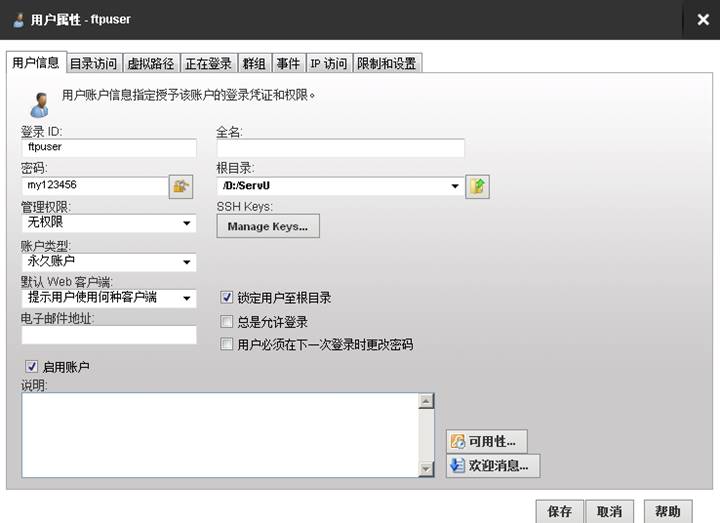 用户属性 - ftpuser
用户信息 目录访问 虚拟路径 正在登录 群组 事件 IP 访问 限制和设置
用户账户信息指定授予该账户的登录凭证和权限。
登录 ID: 全名:
ftpuser
密码: 根目录:
my123456 /D:/ServU
管理权限: SSH Keys:
无权限 Manage Keys...
账户类型:
永久账户
默认 Web 客户端:
提示用户使用何种客户端 锁定用户至根目录
电子邮件地址: 总是允许登录
用户必须在下一次登录时更改密码
启用账户
说明:
可用性...
欢迎消息...
保存 取消 帮助